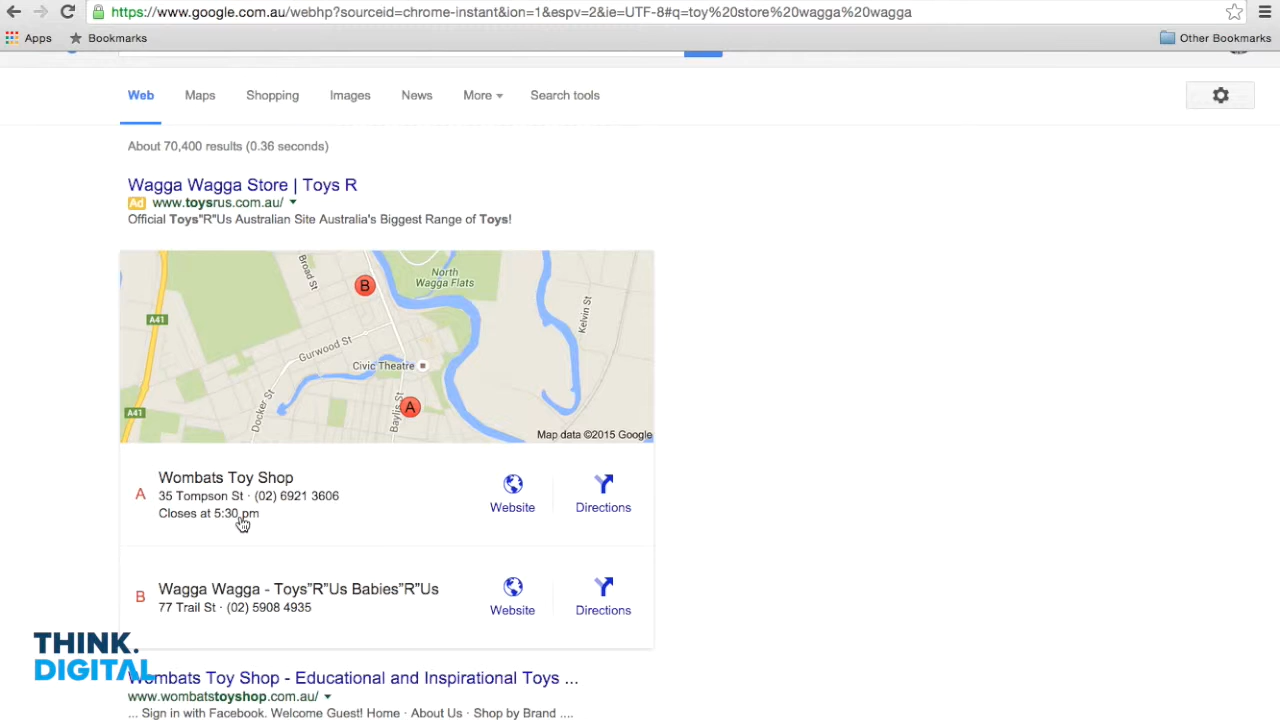 https://www.google.com.au/webhp?sourceid=chrome-instant&ion=1&espv=2&ie=UTF-8#q=toy%20store%20wagga%20wagga
Apps Bookmarks Other Bookmarks
Web Maps Shopping Images News More Search tools
About 70,400 results (0.36 seconds)
Wagga Wagga Store | Toys R
Ad www.toysrus.com.au/
Official Toys"R"Us Australian Site Australia's Biggest Range of Toys!
Broad St
North
Wagga Flats
B
A41
Kelvin St
Gurwood St
Civic Theatre
Docker St
Baylis St
A
A41
Map data ©2015 Google
Wombats Toy Shop
A
35 Tompson St · (02) 6921 3606
Closes at 5:30 pm
Website Directions
Wagga Wagga - Toys"R"Us Babies"R"Us
B
77 Trail St · (02) 5908 4935
Website Directions
THINK.
DIGITAL
Wombats Toy Shop - Educational and Inspirational Toys ...
www.wombatstoyshop.com.au/
... Sign in with Facebook. Welcome Guest! Home · About Us · Shop by Brand ....